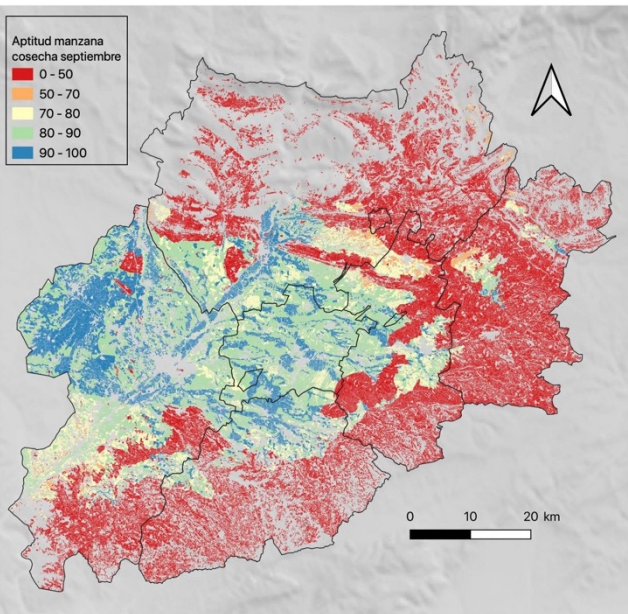 Aptitud manzana
cosecha septiembre
0 - 50
50 - 70
70 - 80
80 - 90
90 - 100
0 10 20 km